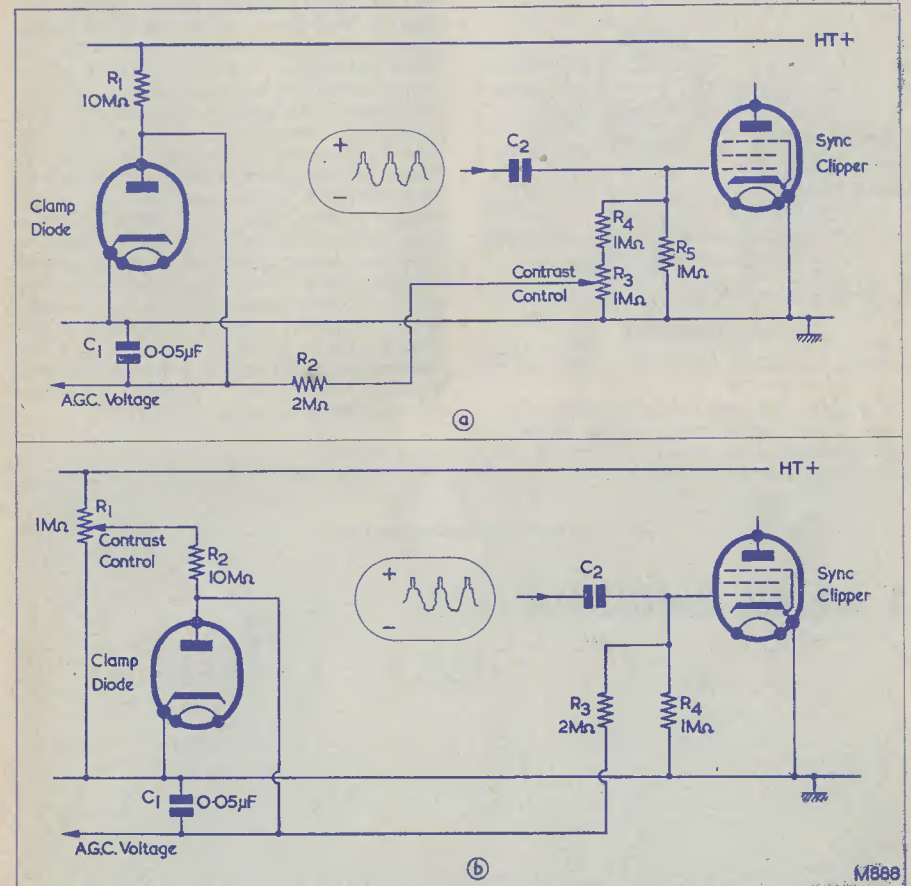 HT+
R1
10MΩ
Clamp
Diode
+
−
C2
Sync
Clipper
R4
1MΩ
R5
1MΩ
Contrast
Control
R3
1MΩ
C1
0·05μF
R2
2MΩ
A.G.C. Voltage
a
HT+
R1
1MΩ
Contrast
Control
R2
10MΩ
Clamp
Diode
+
−
C2
Sync
Clipper
R3
2MΩ
R4
1MΩ
C1
0·05μF
A.G.C. Voltage
b
M888